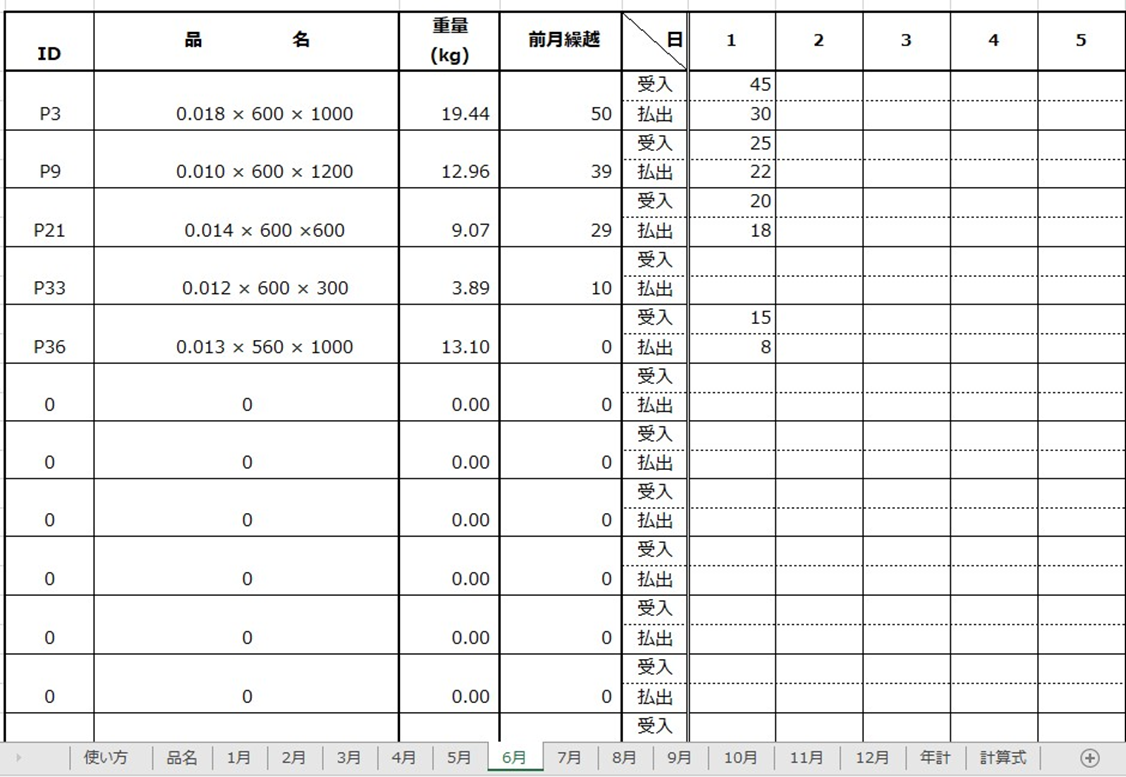 ID 品 名 重量 (kg) 前月繰越 日 1 2 3 4 5
受入 45
P3 0.018 × 600 × 1000 19.44 50 払出 30
受入 25
P9 0.010 × 600 × 1200 12.96 39 払出 22
受入 20
P21 0.014 × 600 ×600 9.07 29 払出 18
受入
P33 0.012 × 600 × 300 3.89 10 払出
受入 15
P36 0.013 × 560 × 1000 13.10 0 払出 8
受入
0 0 0.00 0 払出
受入
0 0 0.00 0 払出
受入
0 0 0.00 0 払出
受入
0 0 0.00 0 払出
受入
0 0 0.00 0 払出
受入
0 0 0.00 0 払出
受入
使い方 品名 1月 2月 3月 4月 5月 6月 7月 8月 9月 10月 11月 12月 年計 計算式